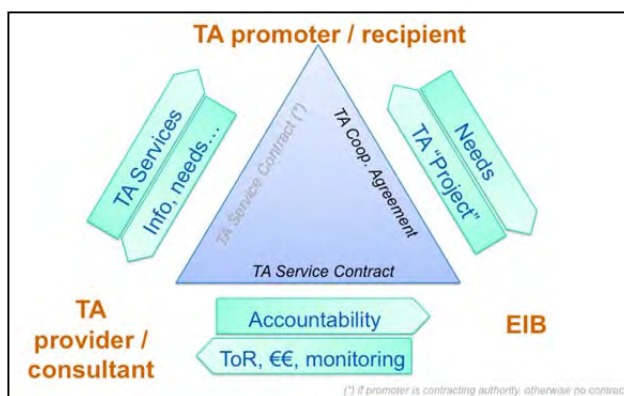 TA promoter / recipient
TA Services
Info, needs...
TA Service Contract (*)
TA Coop. Agreement
Needs
TA "Project"
TA Service Contract
TA
provider /
consultant
Accountability
ToR, €€, monitoring
EIB
(*) if promoter is contracting authority, otherwise no contract